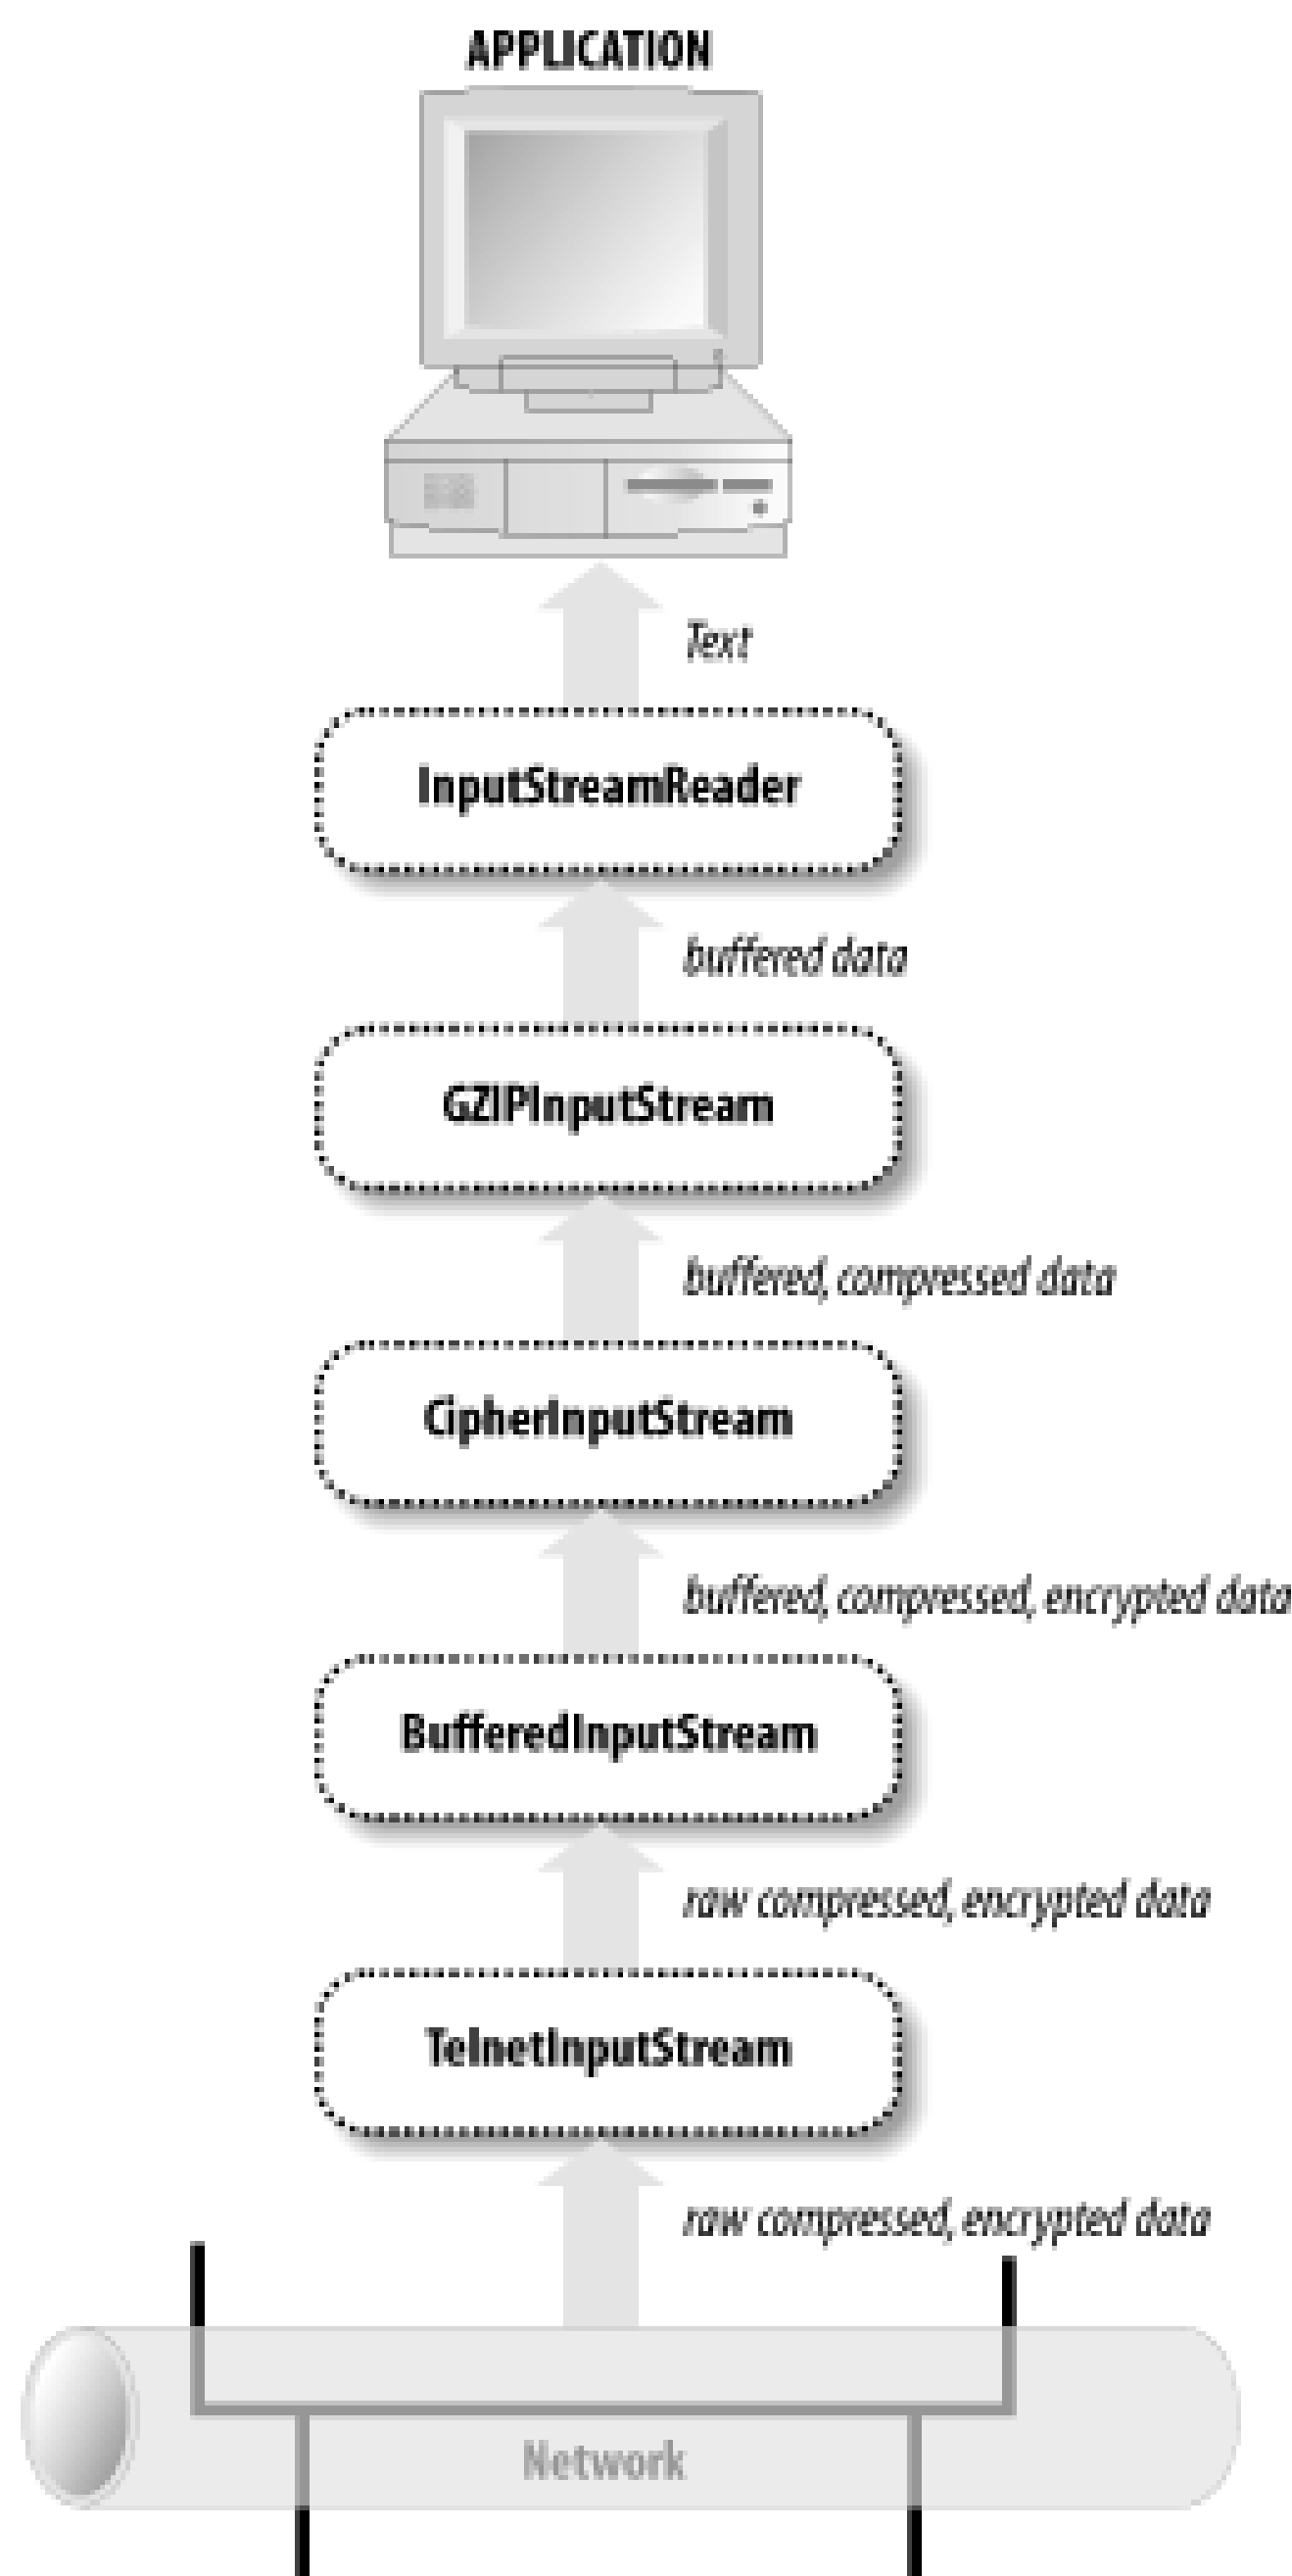 APPLICATION
Text
InputStreamReader
buffered data
GZIPInputStream
buffered, compressed data
CipherInputStream
buffered, compressed, encrypted data
BufferedInputStream
raw compressed, encrypted data
TelnetInputStream
raw compressed, encrypted data
Network